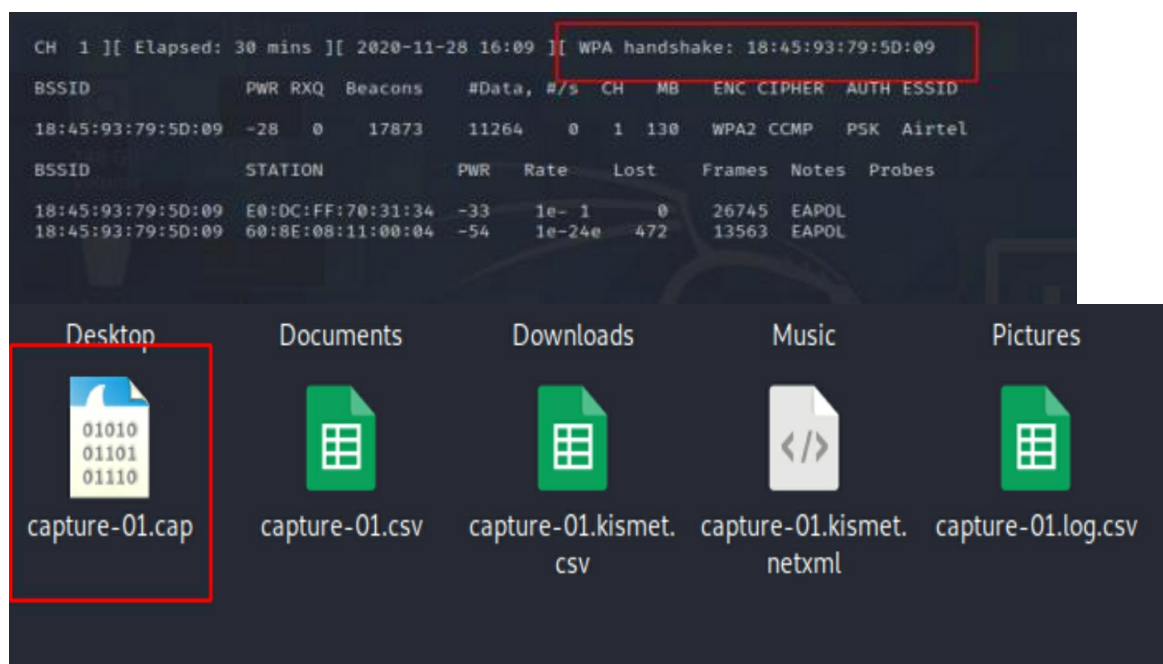 CH 1 ][ Elapsed: 30 mins ][ 2020-11-28 16:09 ][ WPA handshake: 18:45:93:79:5D:09
BSSID PWR RXQ Beacons #Data, #/s CH MB ENC CIPHER AUTH ESSID
18:45:93:79:5D:09 -28 0 17873 11264 0 1 130 WPA2 CCMP PSK Airtel
BSSID STATION PWR Rate Lost Frames Notes Probes
18:45:93:79:5D:09 E0:DC:FF:70:31:34 -33 1e- 1 0 26745 EAPOL
18:45:93:79:5D:09 60:8E:08:11:00:04 -54 1e-24e 472 13563 EAPOL
Desktop Documents Downloads Music Pictures
01010
01101
01110
</>
capture-01.cap capture-01.csv capture-01.kismet. capture-01.kismet. capture-01.log.csv
csv netxml